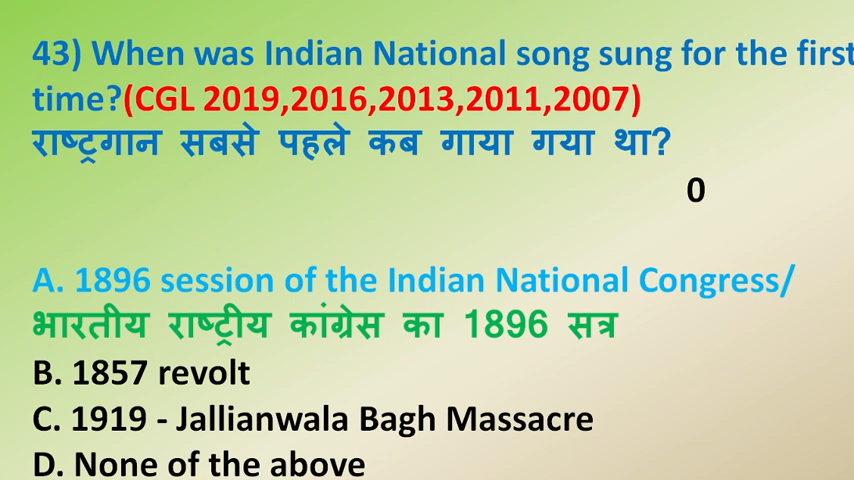 43) When was Indian National song sung for the first
time?(CGL 2019,2016,2013,2011,2007)
राष्ट्रगान सबसे पहले कब गाया गया था?
0
A. 1896 session of the Indian National Congress/
भारतीय राष्ट्रीय कांग्रेस का 1896 सत्र
B. 1857 revolt
C. 1919 - Jallianwala Bagh Massacre
D. None of the above